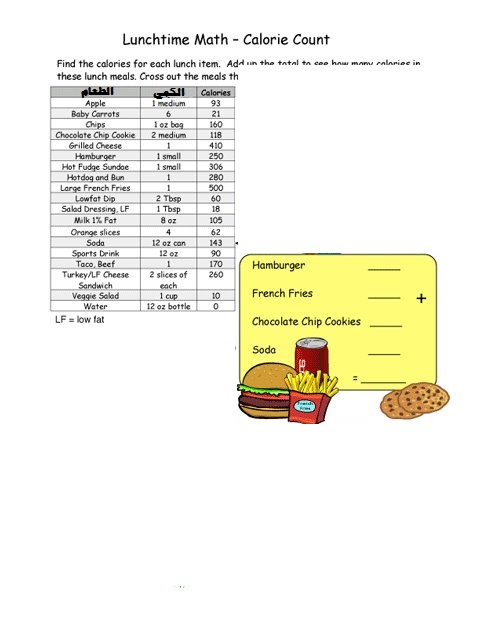 Lunchtime Math – Calorie Count
Find the calories for each lunch item. Add up the total to see how many calories in
these lunch meals. Cross out the meals th
الطعام الكمي Calories
Apple 1 medium 93
Baby Carrots 6 21
Chips 1 oz bag 160
Chocolate Chip Cookie 2 medium 118
Grilled Cheese 1 410
Hamburger 1 small 250
Hot Fudge Sundae 1 small 306
Hotdog and Bun 1 280
Large French Fries 1 500
Lowfat Dip 2 Tbsp 60
Salad Dressing, LF 1 Tbsp 18
Milk 1% Fat 8 oz 105
Orange slices 4 62
Soda 12 oz can 143
Sports Drink 12 oz 90
Taco, Beef 1 170
Turkey/LF Cheese 2 slices of 260
Sandwich each
Veggie Salad 1 cup 10
Water 12 oz bottle 0
LF = low fat
Hamburger _____
French Fries _____ +
Chocolate Chip Cookies _____
Soda _____
= _______
French
Fries